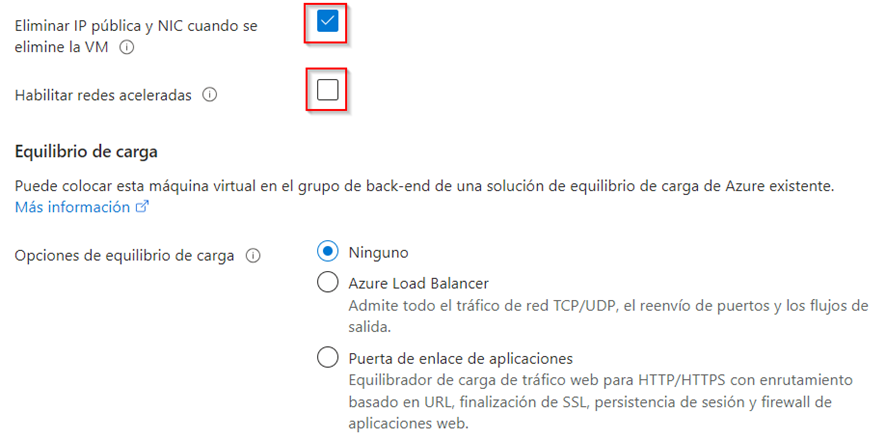 Eliminar IP pública y NIC cuando se
elimine la VM
Habilitar redes aceleradas
Equilibrio de carga
Puede colocar esta máquina virtual en el grupo de back-end de una solución de equilibrio de carga de Azure existente.
Más información
Opciones de equilibrio de carga
Ninguno
Azure Load Balancer
Admite todo el tráfico de red TCP/UDP, el reenvío de puertos y los flujos de
salida.
Puerta de enlace de aplicaciones
Equilibrador de carga de tráfico web para HTTP/HTTPS con enrutamiento
basado en URL, finalización de SSL, persistencia de sesión y firewall de
aplicaciones web.